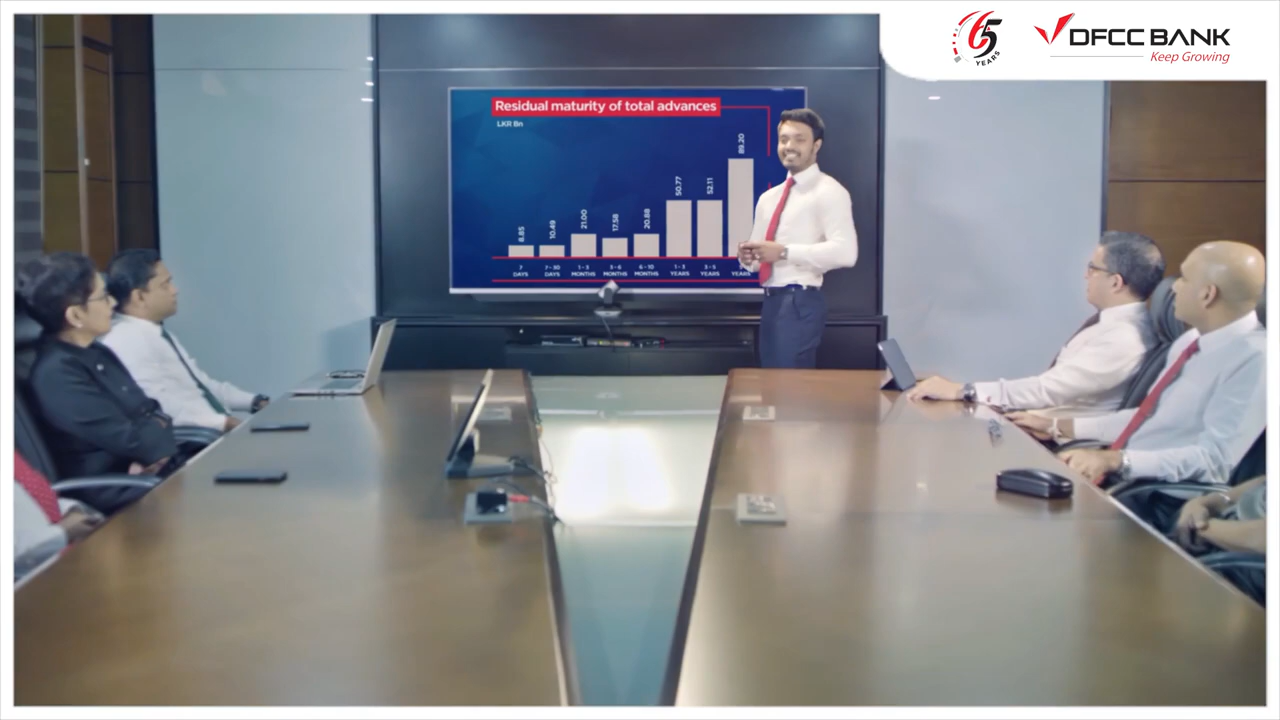 65
YEARS
DFCC BANK
Keep Growing
Residual maturity of total advances
LKR Bn
8.85
10.49
21.00
17.58
20.88
50.77
52.11
89.20
7 DAYS
7 - 30 DAYS
1 - 3 MONTHS
3 - 6 MONTHS
6 - 10 MONTHS
1 - 3 YEARS
3 - 5 YEARS
YEARS